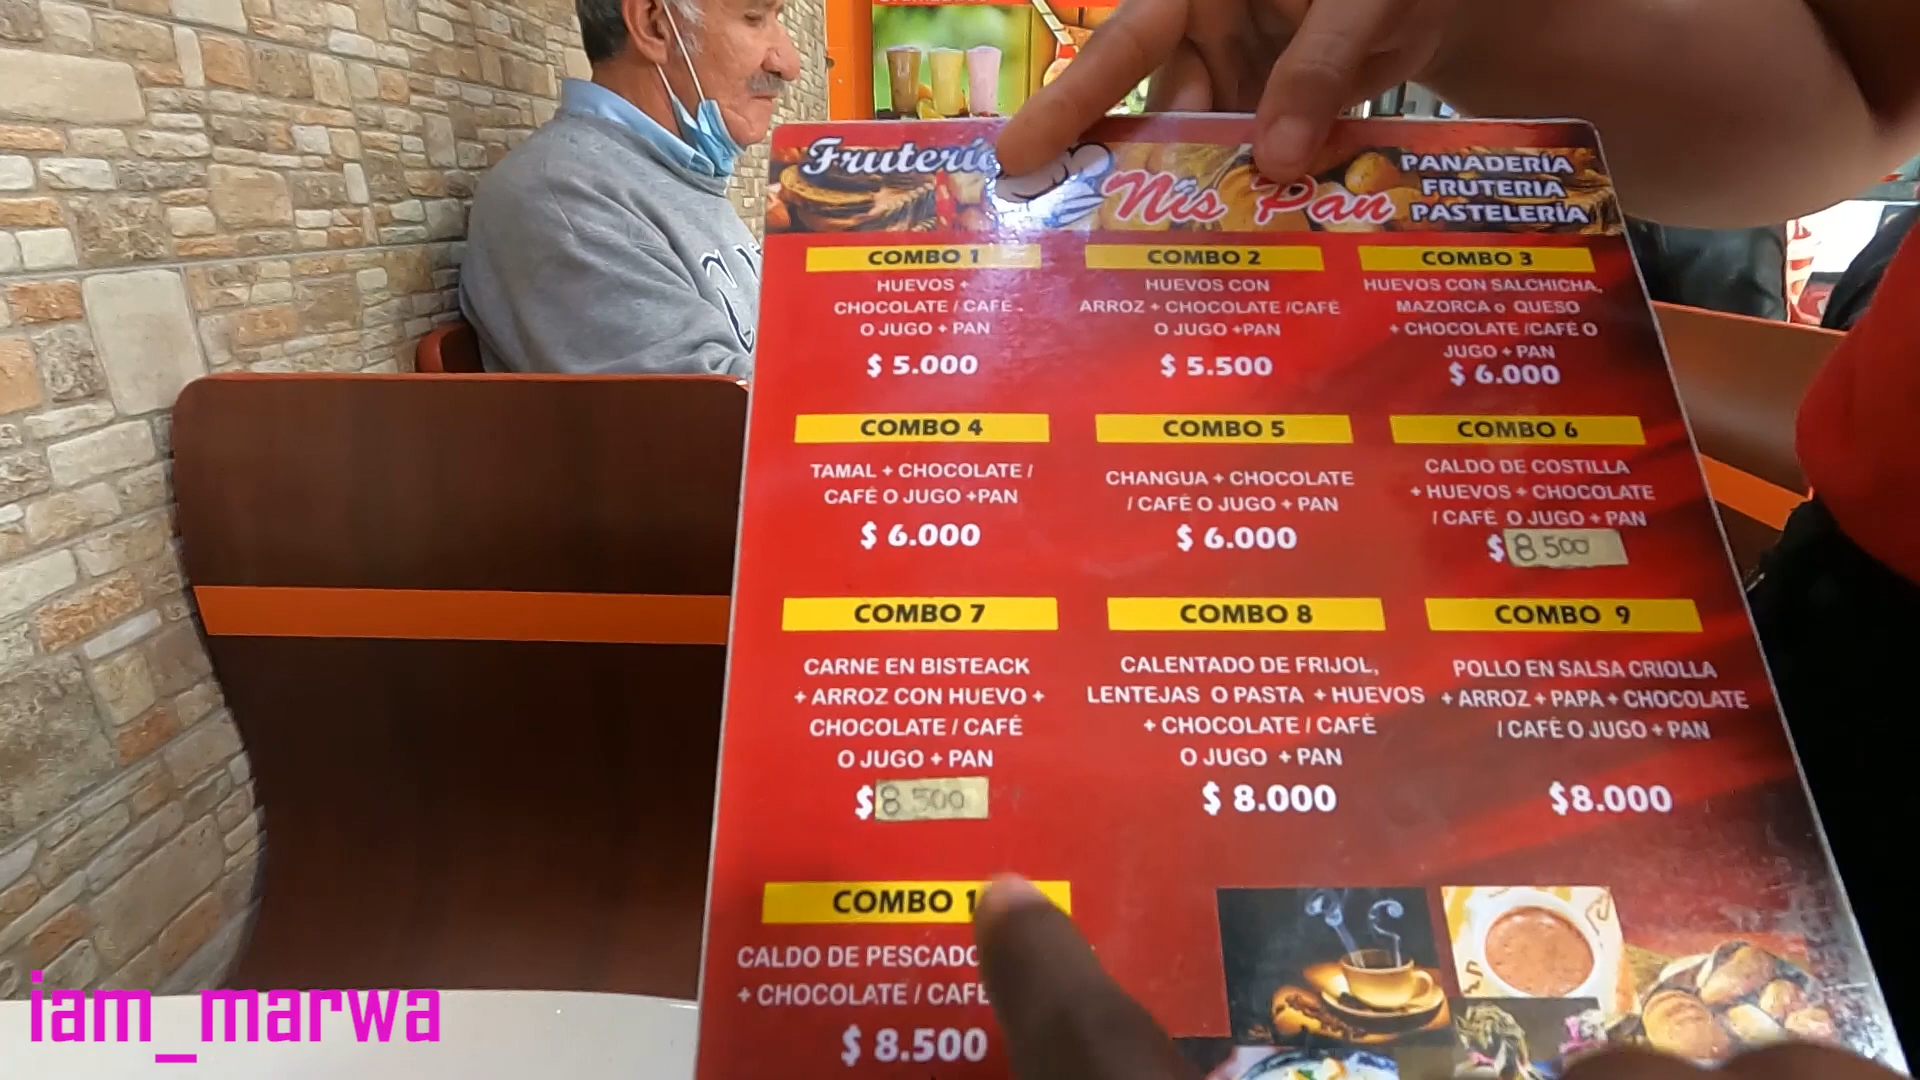 Frutería
Nis Pan
PANADERÍA
FRUTERIA
PASTELERÍA
COMBO 1
HUEVOS +
CHOCOLATE / CAFÉ
O JUGO + PAN
$ 5.000
COMBO 2
HUEVOS CON
ARROZ + CHOCOLATE /CAFÉ
O JUGO +PAN
$ 5.500
COMBO 3
HUEVOS CON SALCHICHA,
MAZORCA o QUESO
+ CHOCOLATE /CAFÉ O
JUGO + PAN
$ 6.000
COMBO 4
TAMAL + CHOCOLATE /
CAFÉ O JUGO +PAN
$ 6.000
COMBO 5
CHANGUA + CHOCOLATE
/ CAFÉ O JUGO + PAN
$ 6.000
COMBO 6
CALDO DE COSTILLA
+ HUEVOS + CHOCOLATE
/ CAFÉ O JUGO + PAN
$ 8 500
COMBO 7
CARNE EN BISTEACK
+ ARROZ CON HUEVO +
CHOCOLATE / CAFÉ
O JUGO + PAN
$ 8 500
COMBO 8
CALENTADO DE FRIJOL,
LENTEJAS O PASTA + HUEVOS
+ CHOCOLATE / CAFÉ
O JUGO + PAN
$ 8.000
COMBO 9
POLLO EN SALSA CRIOLLA
+ ARROZ + PAPA + CHOCOLATE
/ CAFÉ O JUGO + PAN
$8.000
COMBO 1
CALDO DE PESCADO
+ CHOCOLATE / CAFÉ
$ 8.500
iam_marwa